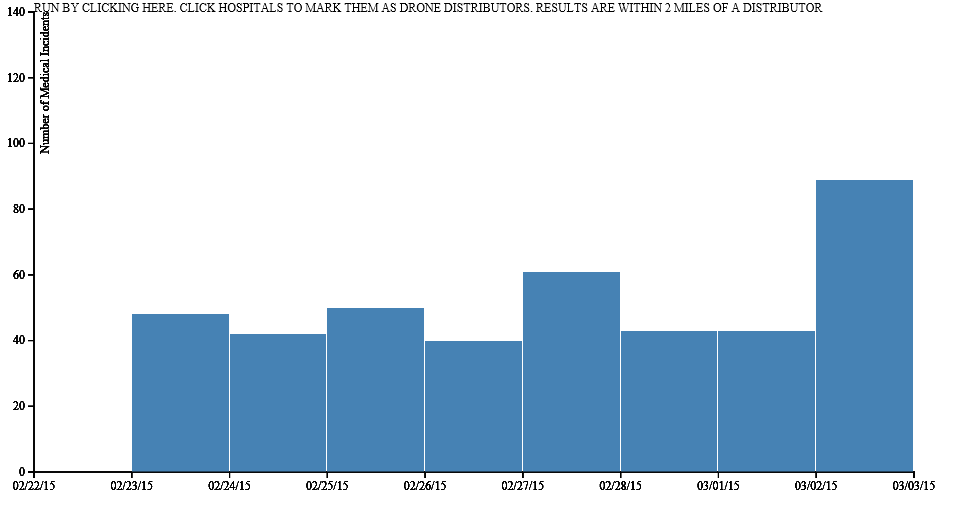 RUN BY CLICKING HERE. CLICK HOSPITALS TO MARK THEM AS DRONE DISTRIBUTORS. RESULTS ARE WITHIN 2 MILES OF A DISTRIBUTOR
Number of Medical Incidents
140
120
100
80
60
40
20
0
02/22/15 02/23/15 02/24/15 02/25/15 02/26/15 02/27/15 02/28/15 03/01/15 03/02/15 03/03/15